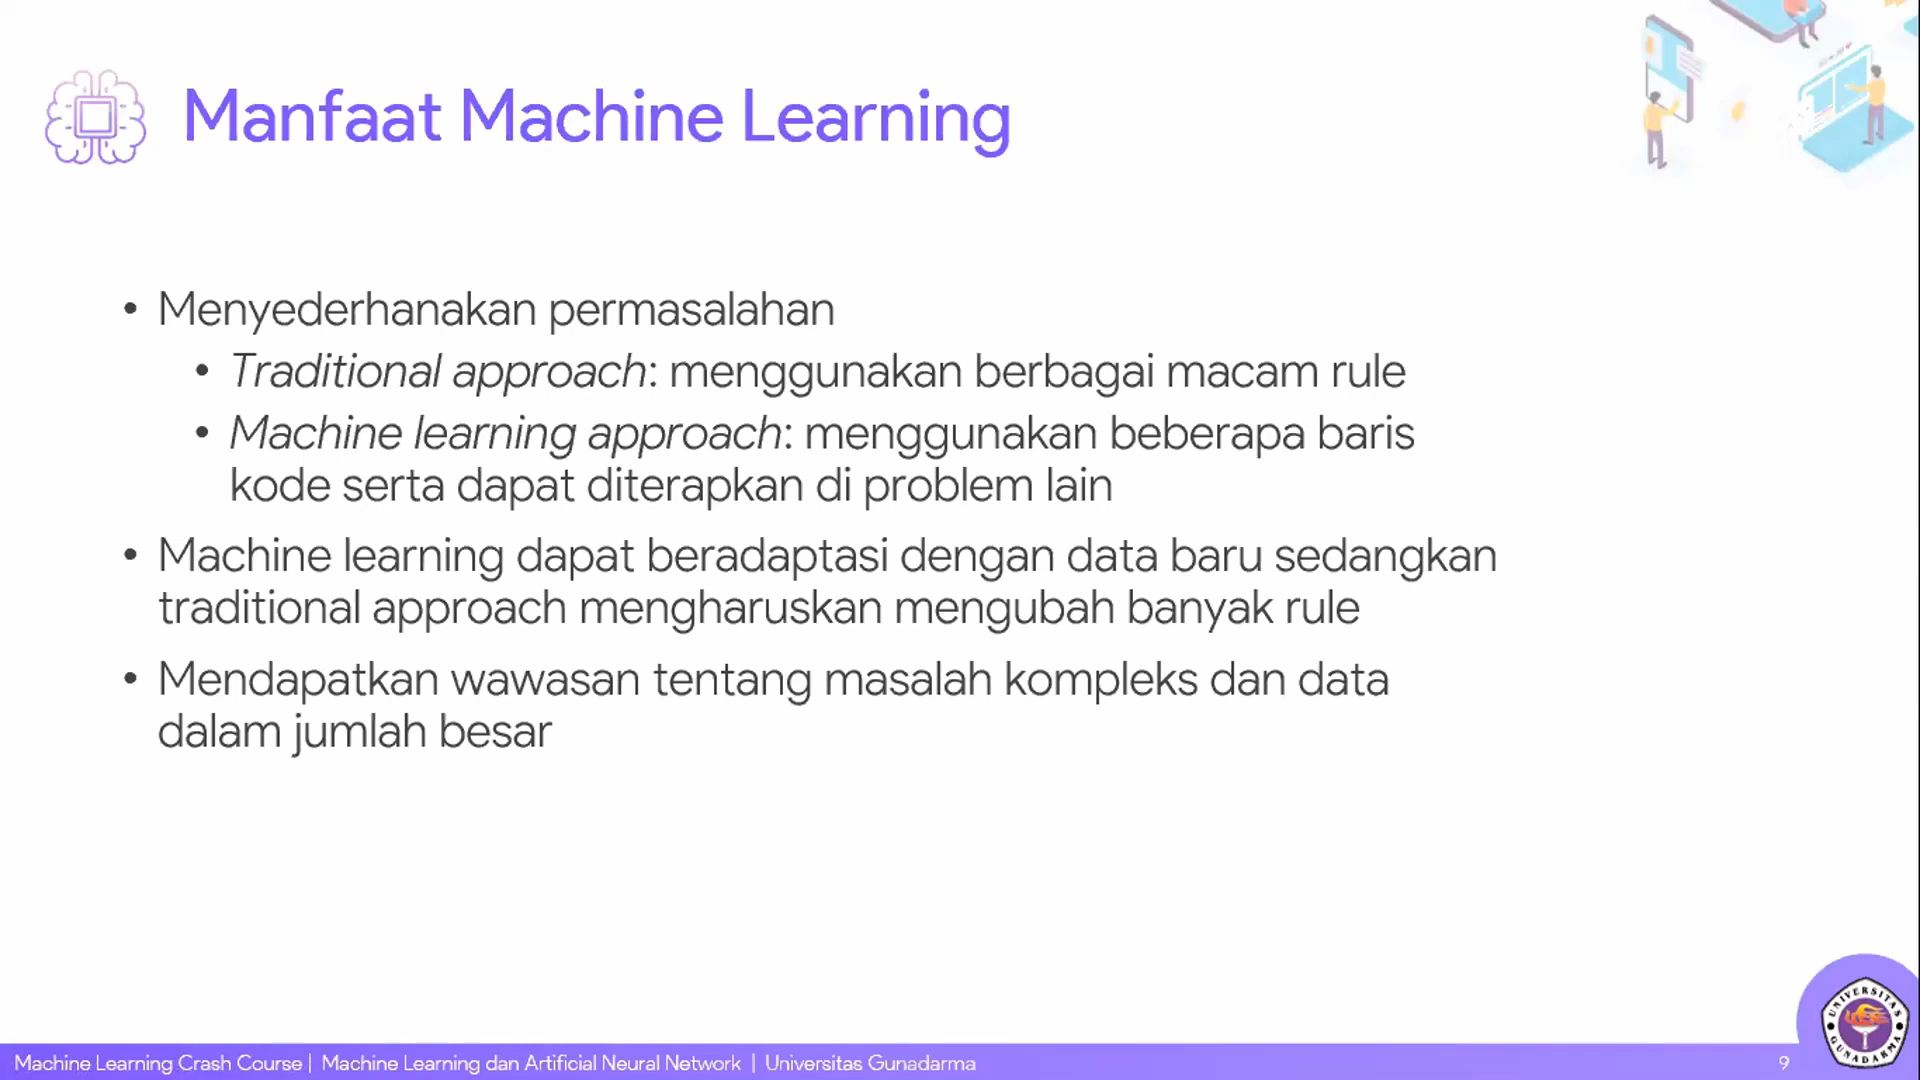 Manfaat Machine Learning
• Menyederhanakan permasalahan
• Traditional approach: menggunakan berbagai macam rule
• Machine learning approach: menggunakan beberapa baris
kode serta dapat diterapkan di problem lain
• Machine learning dapat beradaptasi dengan data baru sedangkan
traditional approach mengharuskan mengubah banyak rule
• Mendapatkan wawasan tentang masalah kompleks dan data
dalam jumlah besar
UNIVERSITAS GUNADARMA
Machine Learning Crash Course | Machine Learning dan Artificial Neural Network | Universitas Gunadarma
9